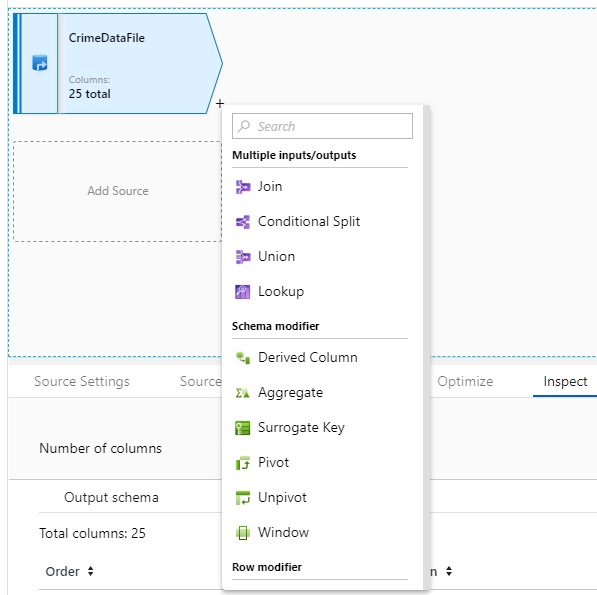 CrimeDataFile
Columns:
25 total
+
Add Source
Search
Multiple inputs/outputs
Join
Conditional Split
Union
Lookup
Schema modifier
Derived Column
Aggregate
Surrogate Key
Pivot
Unpivot
Window
Row modifier
Source Settings
Source
Optimize
Inspect
Number of columns
Output schema
Total columns: 25
Order
n